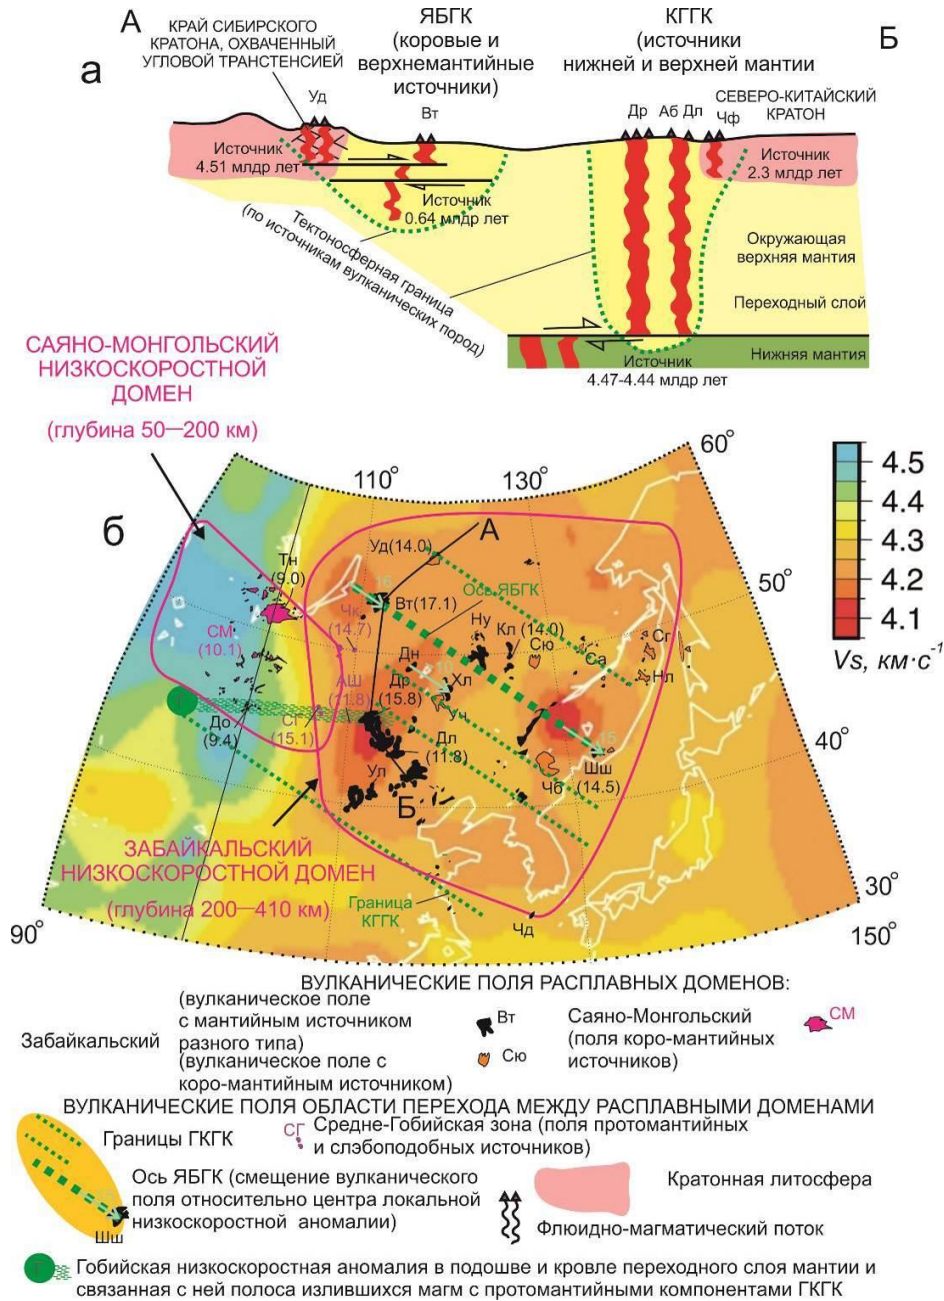 А
КРАЙ СИБИРСКОГО
КРАТОНА, ОХВАЧЕННЫЙ
УГЛОВОЙ ТРАНСТЕНСИЕЙ
ЯБГК
(коровые и
верхнемантийные
источники)
КГГК
(источники
нижней и верхней мантии
Б
а
Уд
Вт
Др
Аб
Дл
СЕВЕРО-КИТАЙСКИЙ
КРАТОН
Чф
Источник
4.51 млдр лет
Источник
0.64 млдр лет
Источник
2.3 млдр лет
Тектоносферная граница
(по источникам вулканических пород)
Окружающая
верхняя мантия
Переходный слой
Нижняя мантия
Источник
4.47-4.44 млдр лет
САЯНО-МОНГОЛЬСКИЙ
НИЗКОСКОРОСТНОЙ
ДОМЕН
(глубина 50—200 км)
б
110°
130°
60°
50°
40°
30°
150°
90°
4.5
4.4
4.3
4.2
4.1
Vs, км·с-1
А
Уд(14.0)
Тн
(9.0)
16
Вт(17.1)
Ось ЯБГК
Чк
(14.7)
СМ
(10.1)
Ну
Кл (14.0)
Сю
Са
Сг
Нл
Дн
10
Хл
АШ
(11.8)
Др
(15.8)
Уч
До
(9.4)
СГ
(15.1)
Дл
(11.8)
15
Шш
(14.5)
Чб
Ул
Б
ЗАБАЙКАЛЬСКИЙ
НИЗКОСКОРОСТНОЙ ДОМЕН
(глубина 200—410 км)
Граница
КГГК
Чд
ВУЛКАНИЧЕСКИЕ ПОЛЯ РАСПЛАВНЫХ ДОМЕНОВ:
Забайкальский
(вулканическое поле
с мантийным источником
разного типа)
(вулканическое поле с
коро-мантийным источником)
Вт
Сю
Саяно-Монгольский
(поля коро-мантийных
источников)
СМ
ВУЛКАНИЧЕСКИЕ ПОЛЯ ОБЛАСТИ ПЕРЕХОДА МЕЖДУ РАСПЛАВНЫМИ ДОМЕНАМИ
Границы ГКГК
СГ
Средне-Гобийская зона (поля протомантийных
и слэбоподобных источников)
Ось ЯБГК (смещение вулканического
поля относительно центра локальной
низкоскоростной аномалии)
Шш
Кратонная литосфера
Флюидно-магматический поток
Г
Гобийская низкоскоростная аномалия в подошве и кровле переходного слоя мантии и
связанная с ней полоса излившихся магм с протомантийными компонентами ГКГК